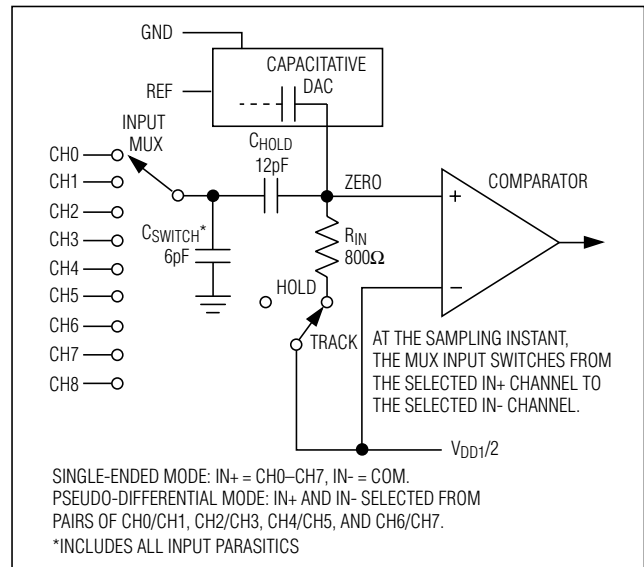 GND
CAPACITATIVE
DAC
REF
INPUT
MUX
CHOLD
12pF
CH0
CH1
CH2
CH3
CH4
CH5
CH6
CH7
CH8
ZERO
COMPARATOR
+
−
CSWITCH*
6pF
RIN
800Ω
HOLD
TRACK
AT THE SAMPLING INSTANT,
THE MUX INPUT SWITCHES FROM
THE SELECTED IN+ CHANNEL TO
THE SELECTED IN- CHANNEL.
VDD1/2
SINGLE-ENDED MODE: IN+ = CH0–CH7, IN- = COM.
PSEUDO-DIFFERENTIAL MODE: IN+ AND IN- SELECTED FROM
PAIRS OF CH0/CH1, CH2/CH3, CH4/CH5, AND CH6/CH7.
*INCLUDES ALL INPUT PARASITICS